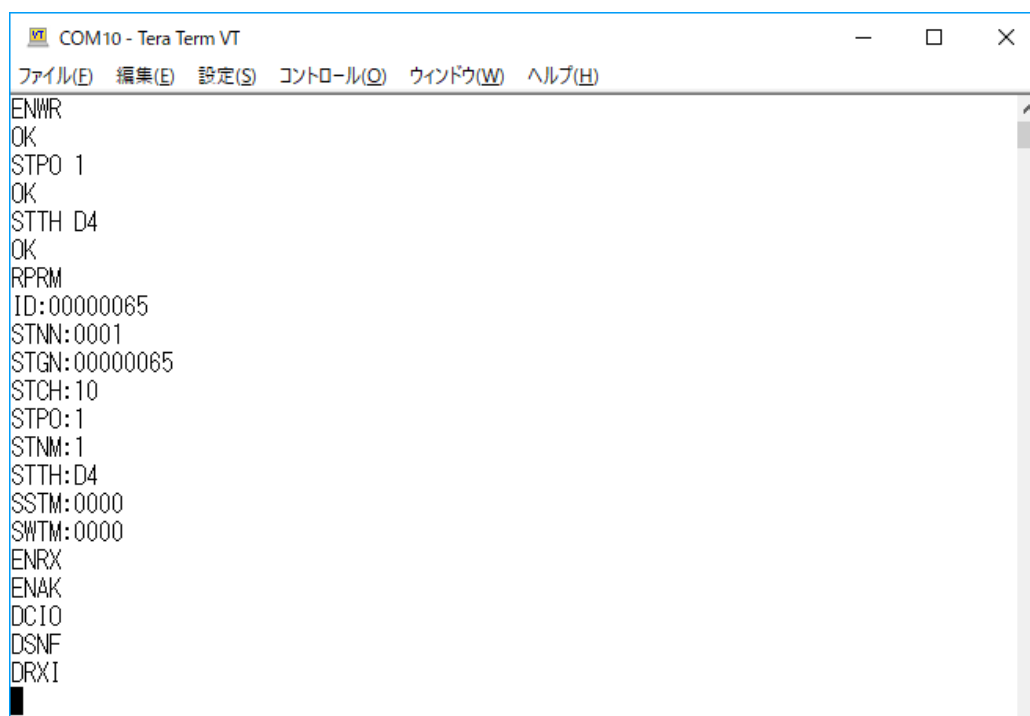 COM10 - Tera Term VT
ファイル(F) 編集(E) 設定(S) コントロール(O) ウィンドウ(W) ヘルプ(H)
ENWR
OK
STPO 1
OK
STTH D4
OK
RPRM
ID:00000065
STNN:0001
STGN:00000065
STCH:10
STPO:1
STNM:1
STTH:D4
SSTM:0000
SWTM:0000
ENRX
ENAK
DCIO
DSNF
DRXI